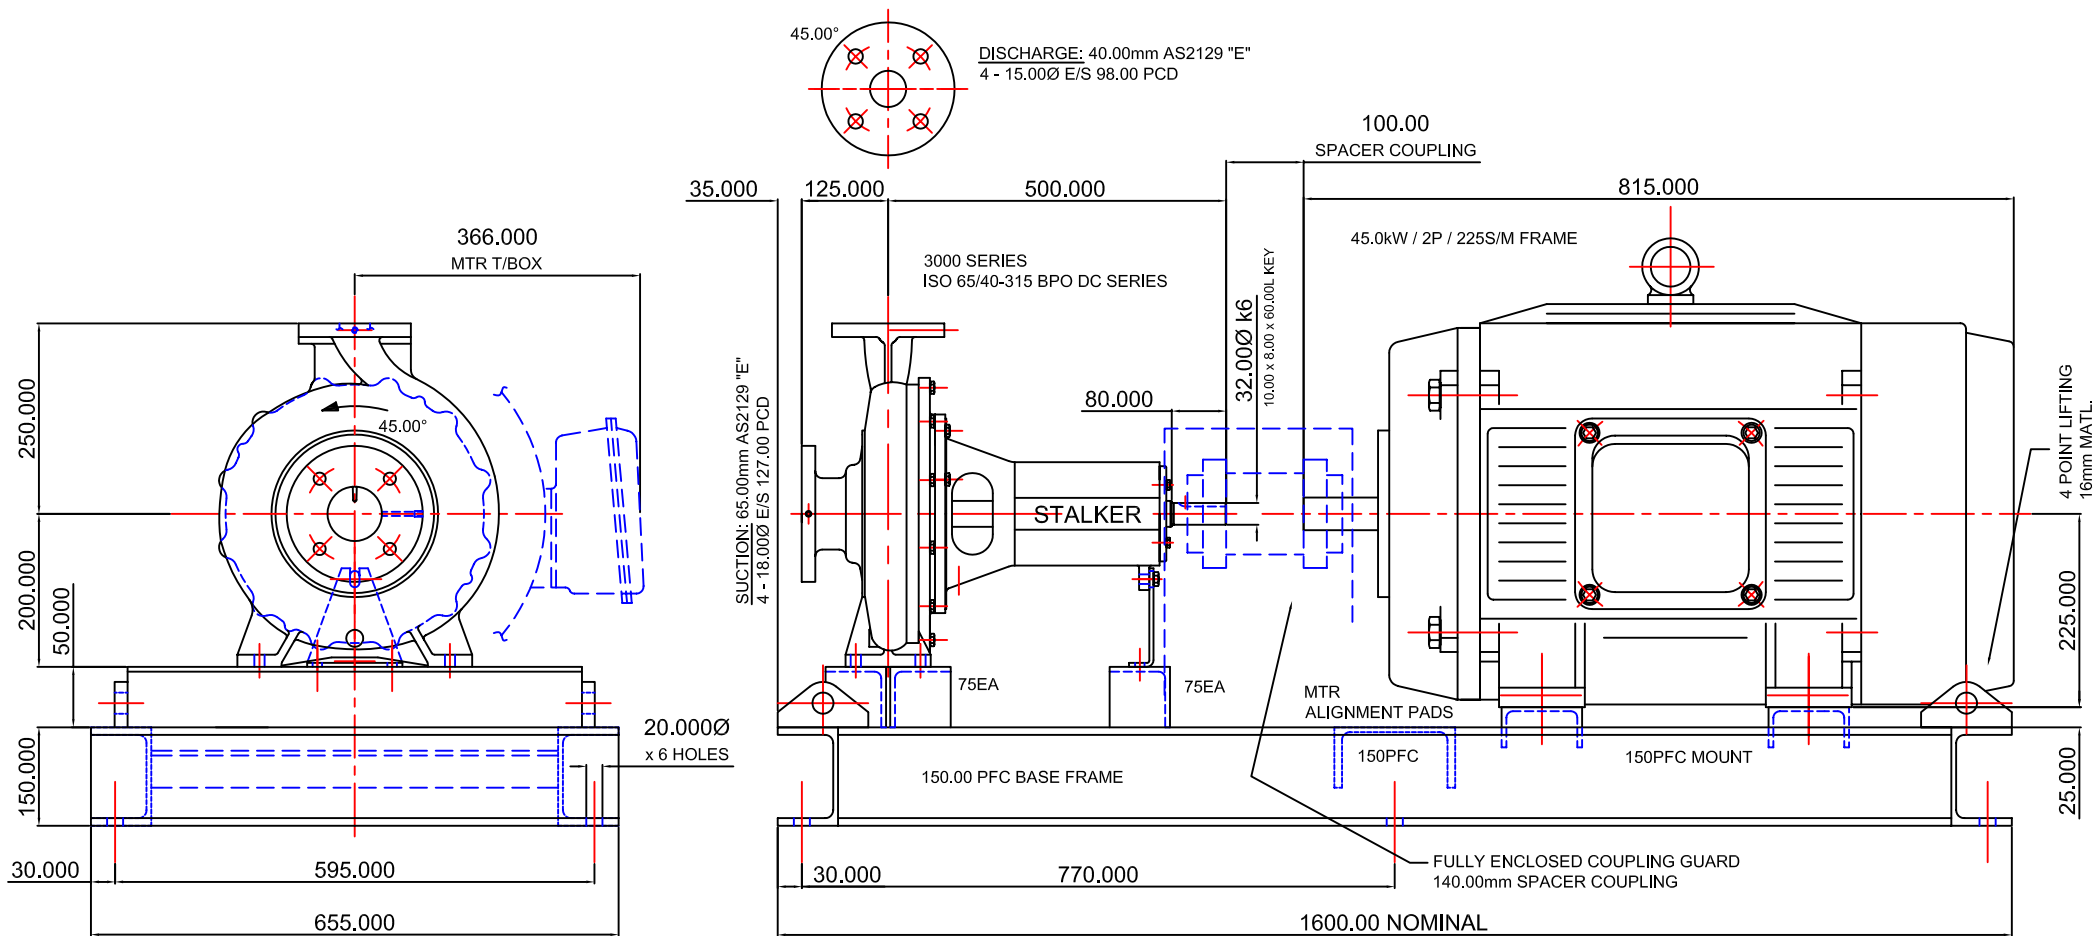 45.00°
DISCHARGE: 40.00mm AS2129 "E"
4 - 15.00Ø E/S 98.00 PCD
100.00
SPACER COUPLING
35.000
125.000
500.000
815.000
366.000
MTR T/BOX
3000 SERIES
ISO 65/40-315 BPO DC SERIES
45.0kW / 2P / 225S/M FRAME
32.00Ø k6
10.00 x 8.00 x 60.00L KEY
80.000
250.000
45.00°
SUCTION: 65.00mm AS2129 "E"
4 - 18.00Ø E/S 127.00 PCD
4 POINT LIFTING
16mm MATL.
STALKER
200.000
50.000
225.000
75EA
75EA
MTR
ALIGNMENT PADS
20.000Ø
x 6 HOLES
150.000
150.00 PFC BASE FRAME
150PFC
150PFC MOUNT
25.000
30.000
595.000
30.000
770.000
FULLY ENCLOSED COUPLING GUARD
140.00mm SPACER COUPLING
655.000
1600.00 NOMINAL